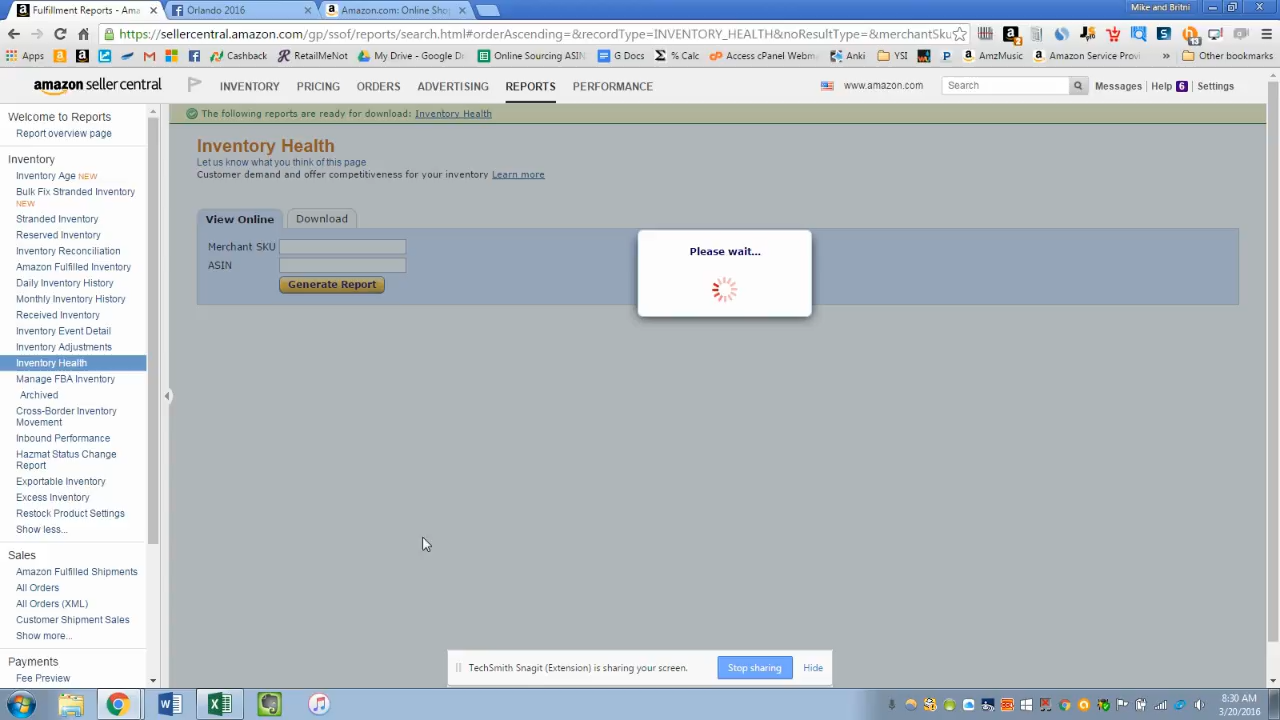 Fulfillment Reports - Ama
Orlando 2016
Amazon.com: Online Shop
Mike and Britni
https://sellercentral.amazon.com/gp/ssof/reports/search.html#orderAscending=&recordType=INVENTORY_HEALTH&noResultType=&merchantSku
Apps
Cashback
RetailMeNot
My Drive - Google Dr
G Docs
Online Sourcing ASIN
% Calc
Access cPanel Webm
Anki
YSI
AmzMusic
Amazon Service Provi
Other bookmarks
amazon seller central
INVENTORY
PRICING
ORDERS
ADVERTISING
REPORTS
PERFORMANCE
www.amazon.com
Search
Messages
Help 6
Settings
Welcome to Reports
Report overview page
Inventory
Inventory Age NEW
Bulk Fix Stranded Inventory
NEW
Stranded Inventory
Reserved Inventory
Inventory Reconciliation
Amazon Fulfilled Inventory
Daily Inventory History
Monthly Inventory History
Received Inventory
Inventory Event Detail
Inventory Adjustments
Inventory Health
Manage FBA Inventory
Archived
Cross-Border Inventory
Movement
Inbound Performance
Hazmat Status Change
Report
Exportable Inventory
Excess Inventory
Restock Product Settings
Show less...
Sales
Amazon Fulfilled Shipments
All Orders
All Orders (XML)
Customer Shipment Sales
Show more...
Payments
Fee Preview
The following reports are ready for download: Inventory Health
Inventory Health
Let us know what you think of this page
Customer demand and offer competitiveness for your inventory Learn more
View Online
Download
Merchant SKU
ASIN
Generate Report
Please wait...
TechSmith Snagit (Extension) is sharing your screen.
Stop sharing
Hide
8:30 AM
3/20/2016